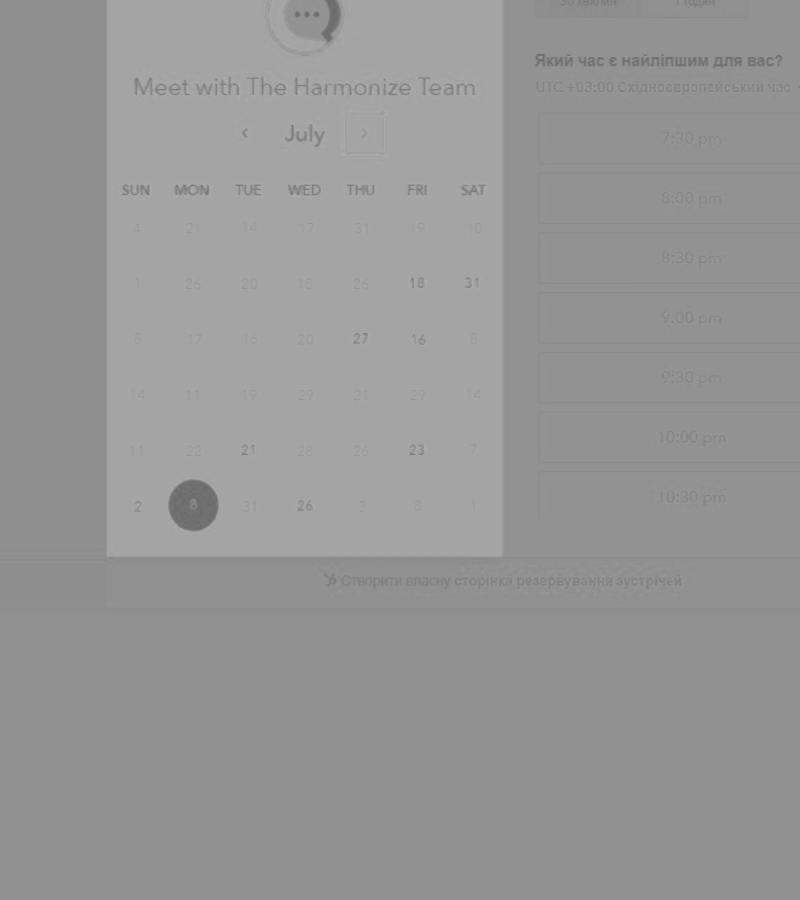 30 хвилин 1 годин
Meet with The Harmonize Team
‹ July ›
SUN MON TUE WED THU FRI SAT
4 21 14 17 31 19 10
1 26 20 18 26 18 31
8 17 16 20 27 16 8
14 11 19 29 21 29 14
11 22 21 28 26 23 7
2 8 31 26 3 8 1
Який час є найліпшим для вас?
UTC +03:00 Східноєвропейський час
7:30 pm
8:00 pm
8:30 pm
9:00 pm
9:30 pm
10:00 pm
10:30 pm
Створити власну сторінка резервування зустрічей